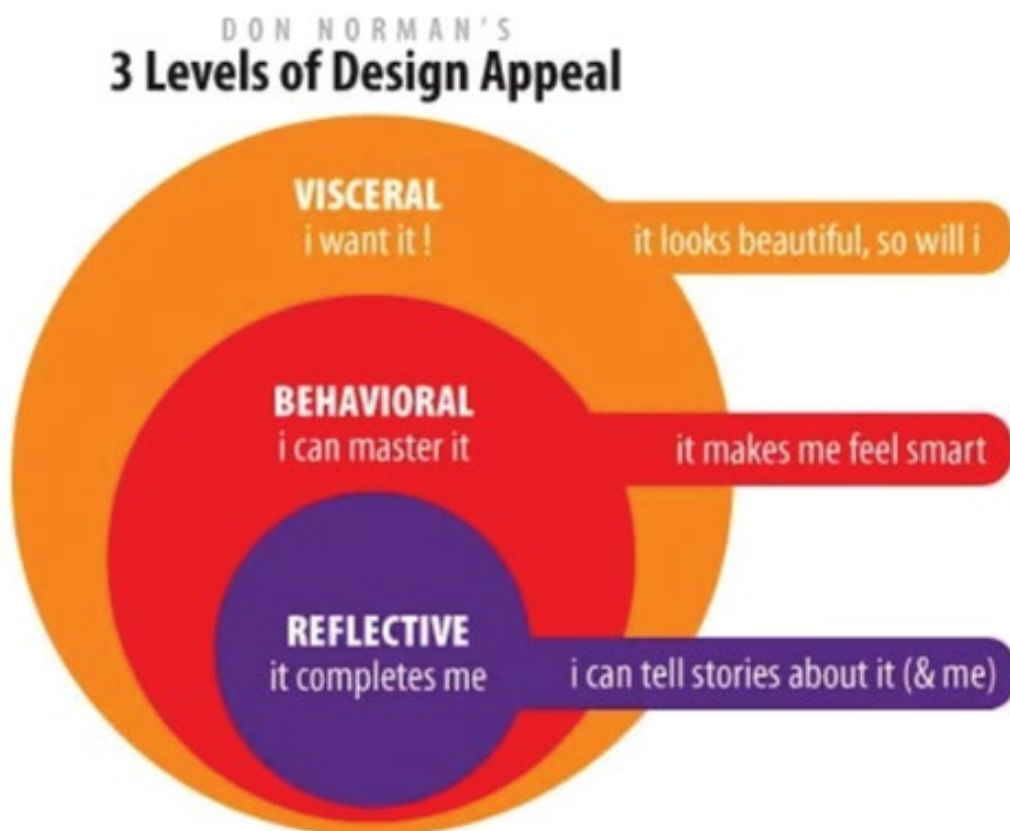 DON NORMAN'S
3 Levels of Design Appeal
VISCERAL
i want it !
it looks beautiful, so will i
BEHAVIORAL
i can master it
it makes me feel smart
REFLECTIVE
it completes me
i can tell stories about it (& me)